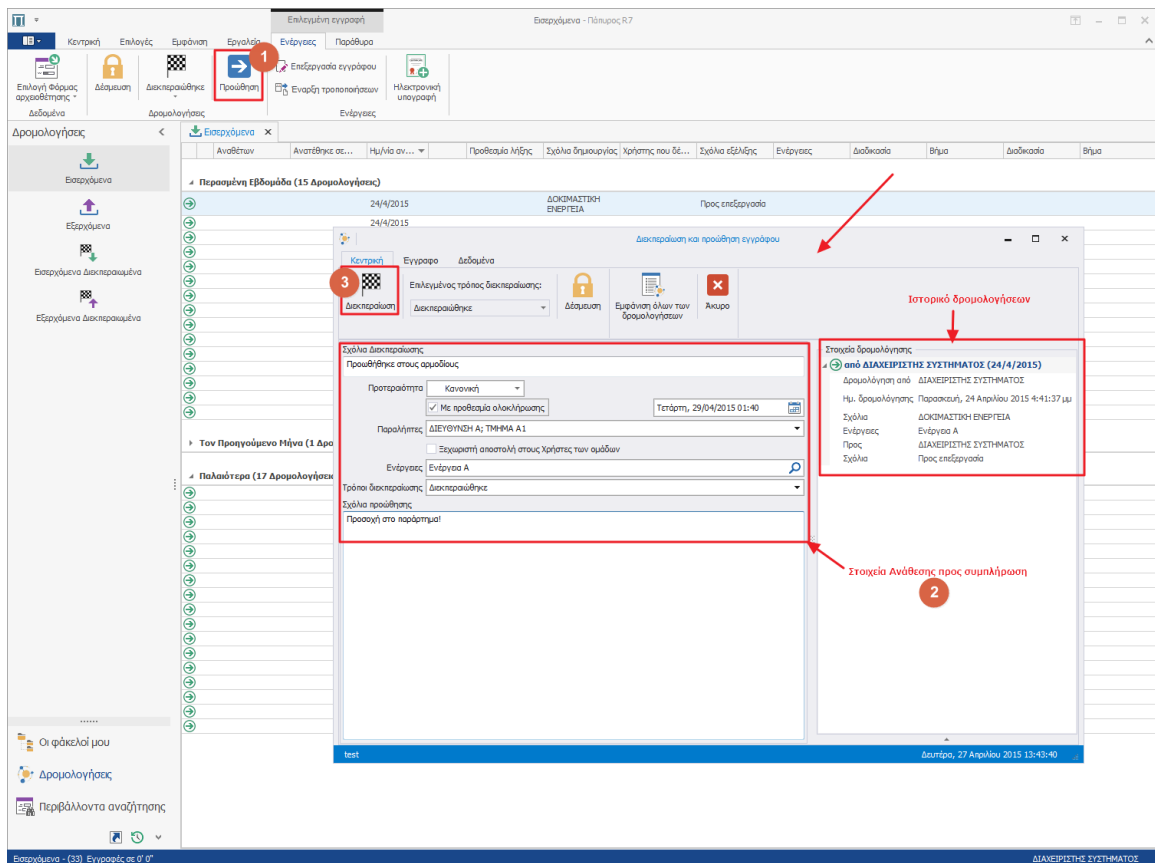 Επιλεγμένη εγγραφή
Εισερχόμενα - Πάπυρος R7
Κεντρική Επιλογές Εμφάνιση Εργαλεία Ενέργειες Παράθυρα
1
Επιλογή Φόρμας αρχειοθέτησης
Δέσμευση
Διεκπεραιώθηκε
Προώθηση
Επεξεργασία εγγράφου
Έναρξη τροποποιήσεων
Ηλεκτρονική υπογραφή
Δεδομένα
Δρομολογήσεις
Ενέργειες
Δρομολογήσεις
Εισερχόμενα
Αναθέτων Ανατέθηκε σε... Ημ/νία αν... Προθεσμία λήξης Σχόλια δημιουργίας Χρήστης που δέ... Σχόλια εξέλιξης Ενέργειες Διαδικασία Βήμα Διαδικασία Βήμα
Εισερχόμενα
Εξερχόμενα
Εισερχόμενα Διεκπεραιωμένα
Εξερχόμενα Διεκπεραιωμένα
Περασμένη Εβδομάδα (15 Δρομολογήσεις)
24/4/2015
ΔΟΚΙΜΑΣΤΙΚΗ
ΕΝΕΡΓΕΙΑ
Προς επεξεργασία
24/4/2015
Τον Προηγούμενο Μήνα (1 Δρο
Παλαιότερα (17 Δρομολογήσει
Διεκπεραίωση και προώθηση εγγράφου
Κεντρική Έγγραφο Δεδομένα
3
Διεκπεραίωση
Επιλεγμένος τρόπος διεκπεραίωσης:
Διεκπεραιώθηκε
Δέσμευση
Εμφάνιση όλων των
δρομολογήσεων
Άκυρο
Ιστορικό δρομολογήσεων
Σχόλια Διεκπεραίωσης
Προωθήθηκε στους αρμοδίους
Προτεραιότητα Κανονική
Με προθεσμία ολοκλήρωσης Τετάρτη, 29/04/2015 01:40
Παραλήπτες ΔΙΕΥΘΥΝΣΗ Α; ΤΜΗΜΑ Α1
Ξεχωριστή αποστολή στους Χρήστες των ομάδων
Ενέργειες Ενέργεια Α
Τρόποι διεκπεραίωσης Διεκπεραιώθηκε
Σχόλια προώθησης
Προσοχή στο παράρτημα!
Στοιχεία δρομολόγησης
από ΔΙΑΧΕΙΡΙΣΤΗΣ ΣΥΣΤΗΜΑΤΟΣ (24/4/2015)
Δρομολόγηση από ΔΙΑΧΕΙΡΙΣΤΗΣ ΣΥΣΤΗΜΑΤΟΣ
Ημ. δρομολόγησης Παρασκευή, 24 Απριλίου 2015 4:41:37 μμ
Σχόλια ΔΟΚΙΜΑΣΤΙΚΗ ΕΝΕΡΓΕΙΑ
Ενέργειες Ενέργεια Α
Προς ΔΙΑΧΕΙΡΙΣΤΗΣ ΣΥΣΤΗΜΑΤΟΣ
Σχόλια Προς επεξεργασία
Στοιχεία Ανάθεσης προς συμπλήρωση
2
test
Δευτέρα, 27 Απριλίου 2015 13:43:40
Οι φάκελοί μου
Δρομολογήσεις
Περιβάλλοντα αναζήτησης
Εισερχόμενα - (33) Εγγραφές σε 0' 0"
ΔΙΑΧΕΙΡΙΣΤΗΣ ΣΥΣΤΗΜΑΤΟΣ